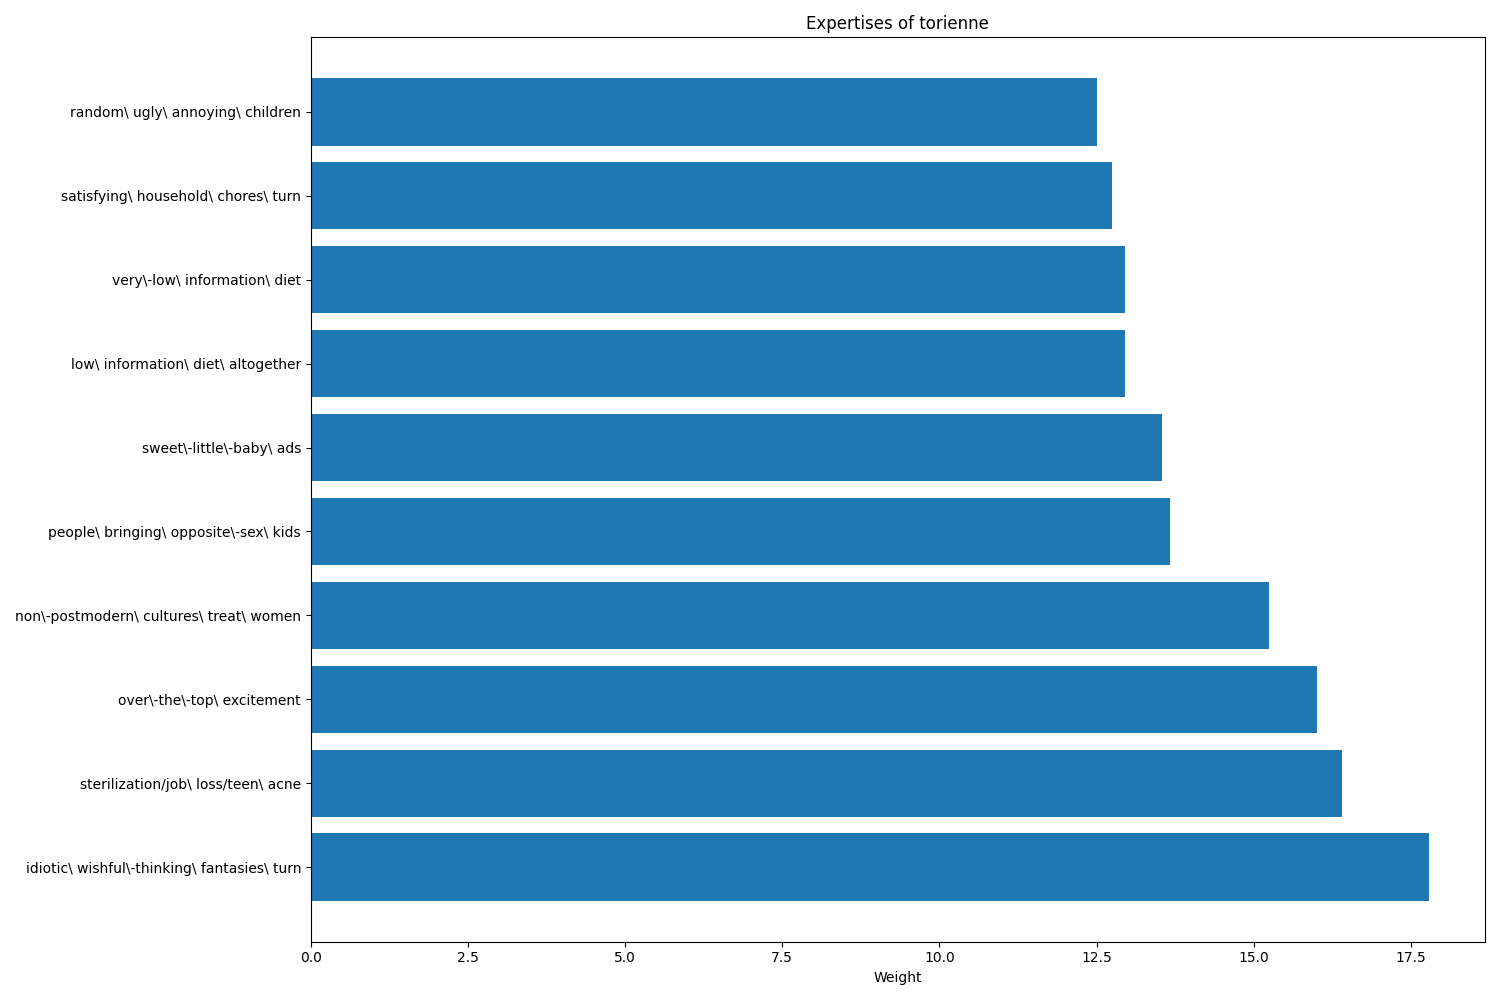 Expertises of torienne
random\ ugly\ annoying\ children
satisfying\ household\ chores\ turn
very\-low\ information\ diet
low\ information\ diet\ altogether
sweet\-little\-baby\ ads
people\ bringing\ opposite\-sex\ kids
non\-postmodern\ cultures\ treat\ women
over\-the\-top\ excitement
sterilization/job\ loss/teen\ acne
idiotic\ wishful\-thinking\ fantasies\ turn
0.0 2.5 5.0 7.5 10.0 12.5 15.0 17.5
Weight